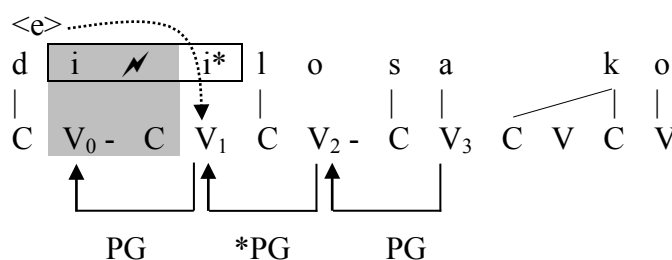 <e>
d i i* l o s a k o
C V₀ - C V₁ C V₂ - C V₃ C V C V
PG *PG PG